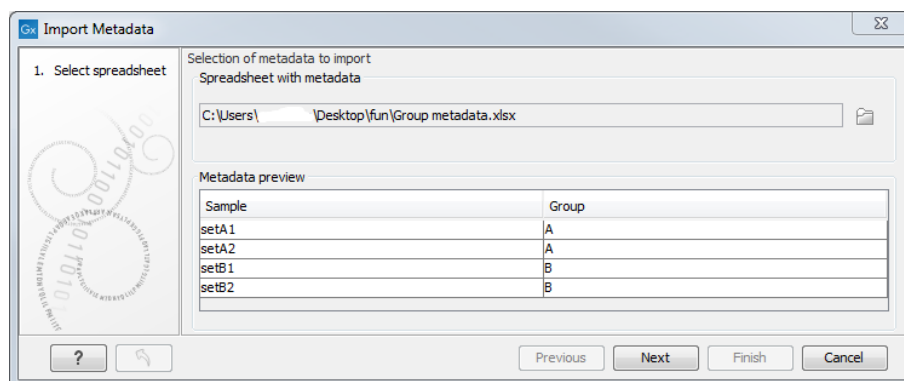 Gx Import Metadata
1. Select spreadsheet
Selection of metadata to import
Spreadsheet with metadata
C:\Users\ \Desktop\fun\Group metadata.xlsx
Metadata preview
Sample Group
setA1 A
setA2 A
setB1 B
setB2 B
? Previous Next Finish Cancel